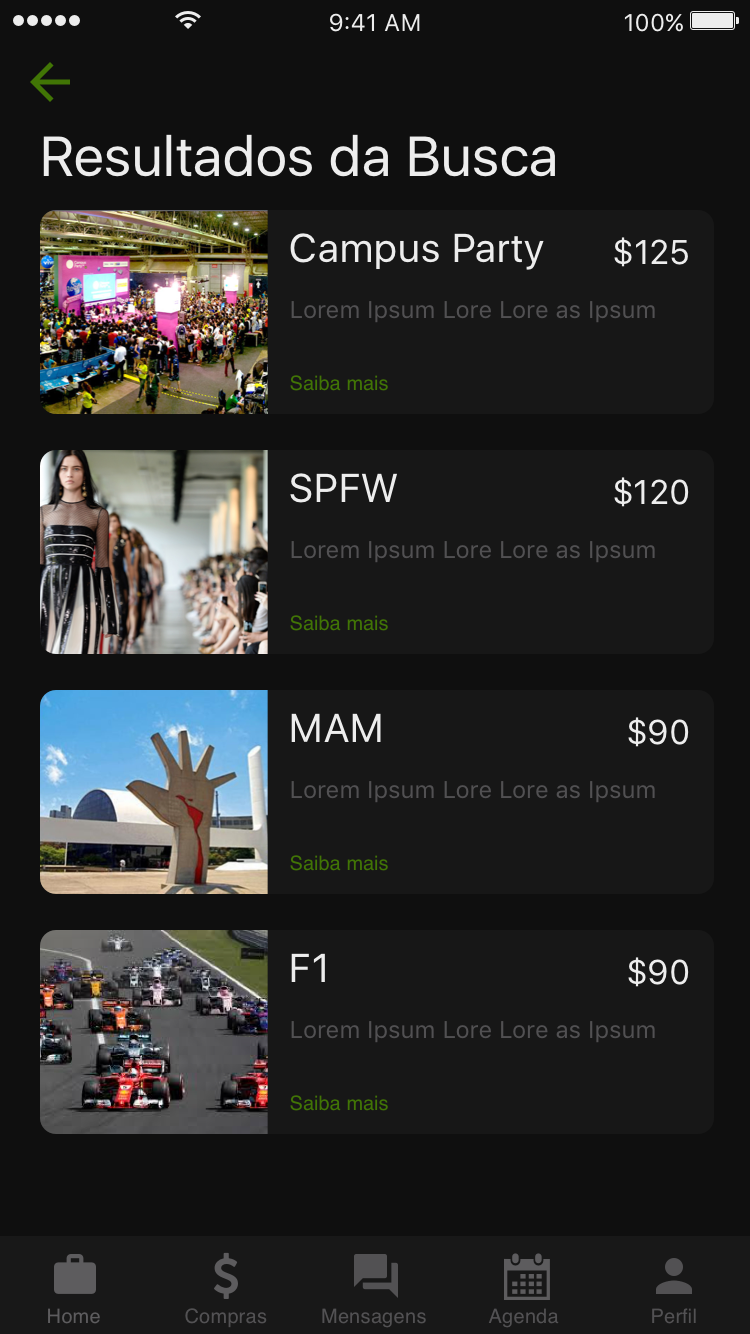 9:41 AM
100%
Resultados da Busca
Campus Party
$125
Lorem Ipsum Lore Lore as Ipsum
Saiba mais
SPFW
$120
Lorem Ipsum Lore Lore as Ipsum
Saiba mais
MAM
$90
Lorem Ipsum Lore Lore as Ipsum
Saiba mais
F1
$90
Lorem Ipsum Lore Lore as Ipsum
Saiba mais
Home
Compras
Mensagens
Agenda
Perfil